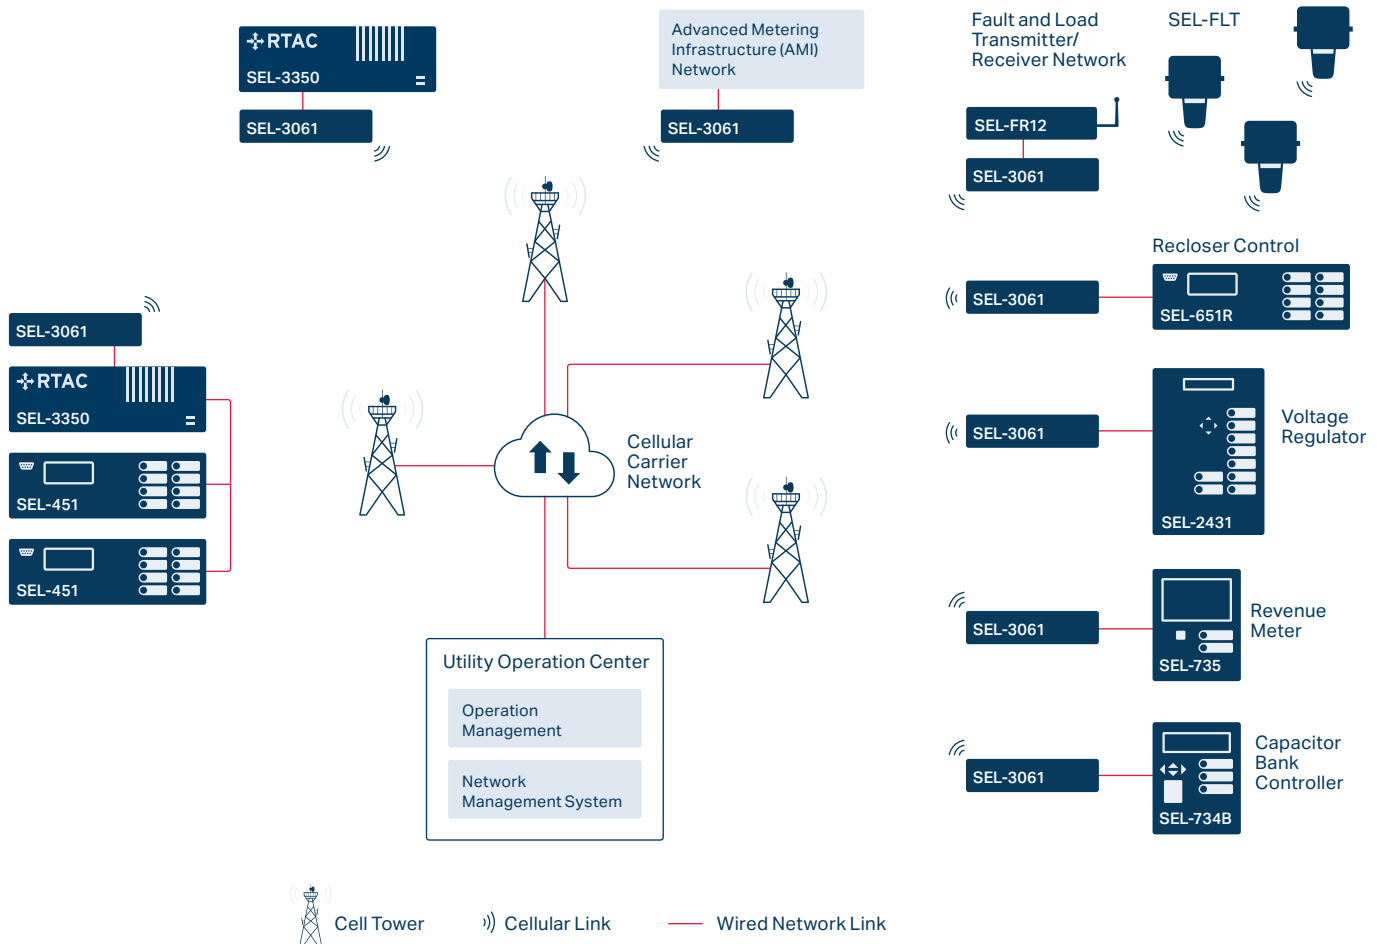 RTAC
SEL-3350
SEL-3061
Advanced Metering
Infrastructure (AMI)
Network
SEL-3061
Fault and Load
Transmitter/
Receiver Network
SEL-FLT
SEL-FR12
SEL-3061
Recloser Control
SEL-3061
SEL-651R
SEL-3061
RTAC
SEL-3350
SEL-451
SEL-451
Cellular
Carrier
Network
SEL-3061
Voltage
Regulator
SEL-2431
SEL-3061
Revenue
Meter
SEL-735
Utility Operation Center
Operation
Management
Network
Management System
SEL-3061
Capacitor
Bank
Controller
SEL-734B
Cell Tower
Cellular Link
Wired Network Link